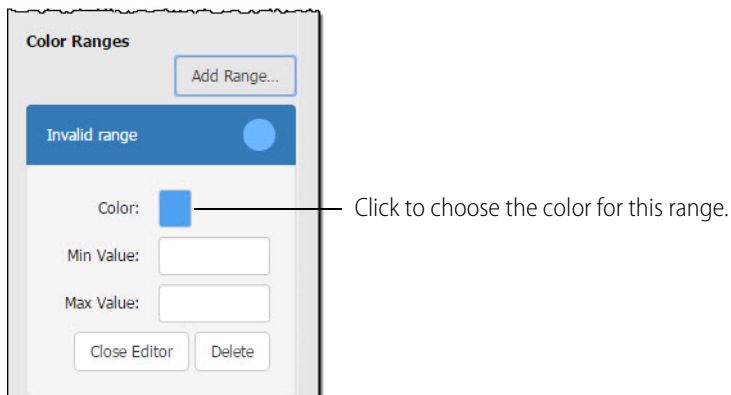 Color Ranges
Add Range...
Invalid range
Color:
Click to choose the color for this range.
Min Value:
Max Value:
Close Editor
Delete